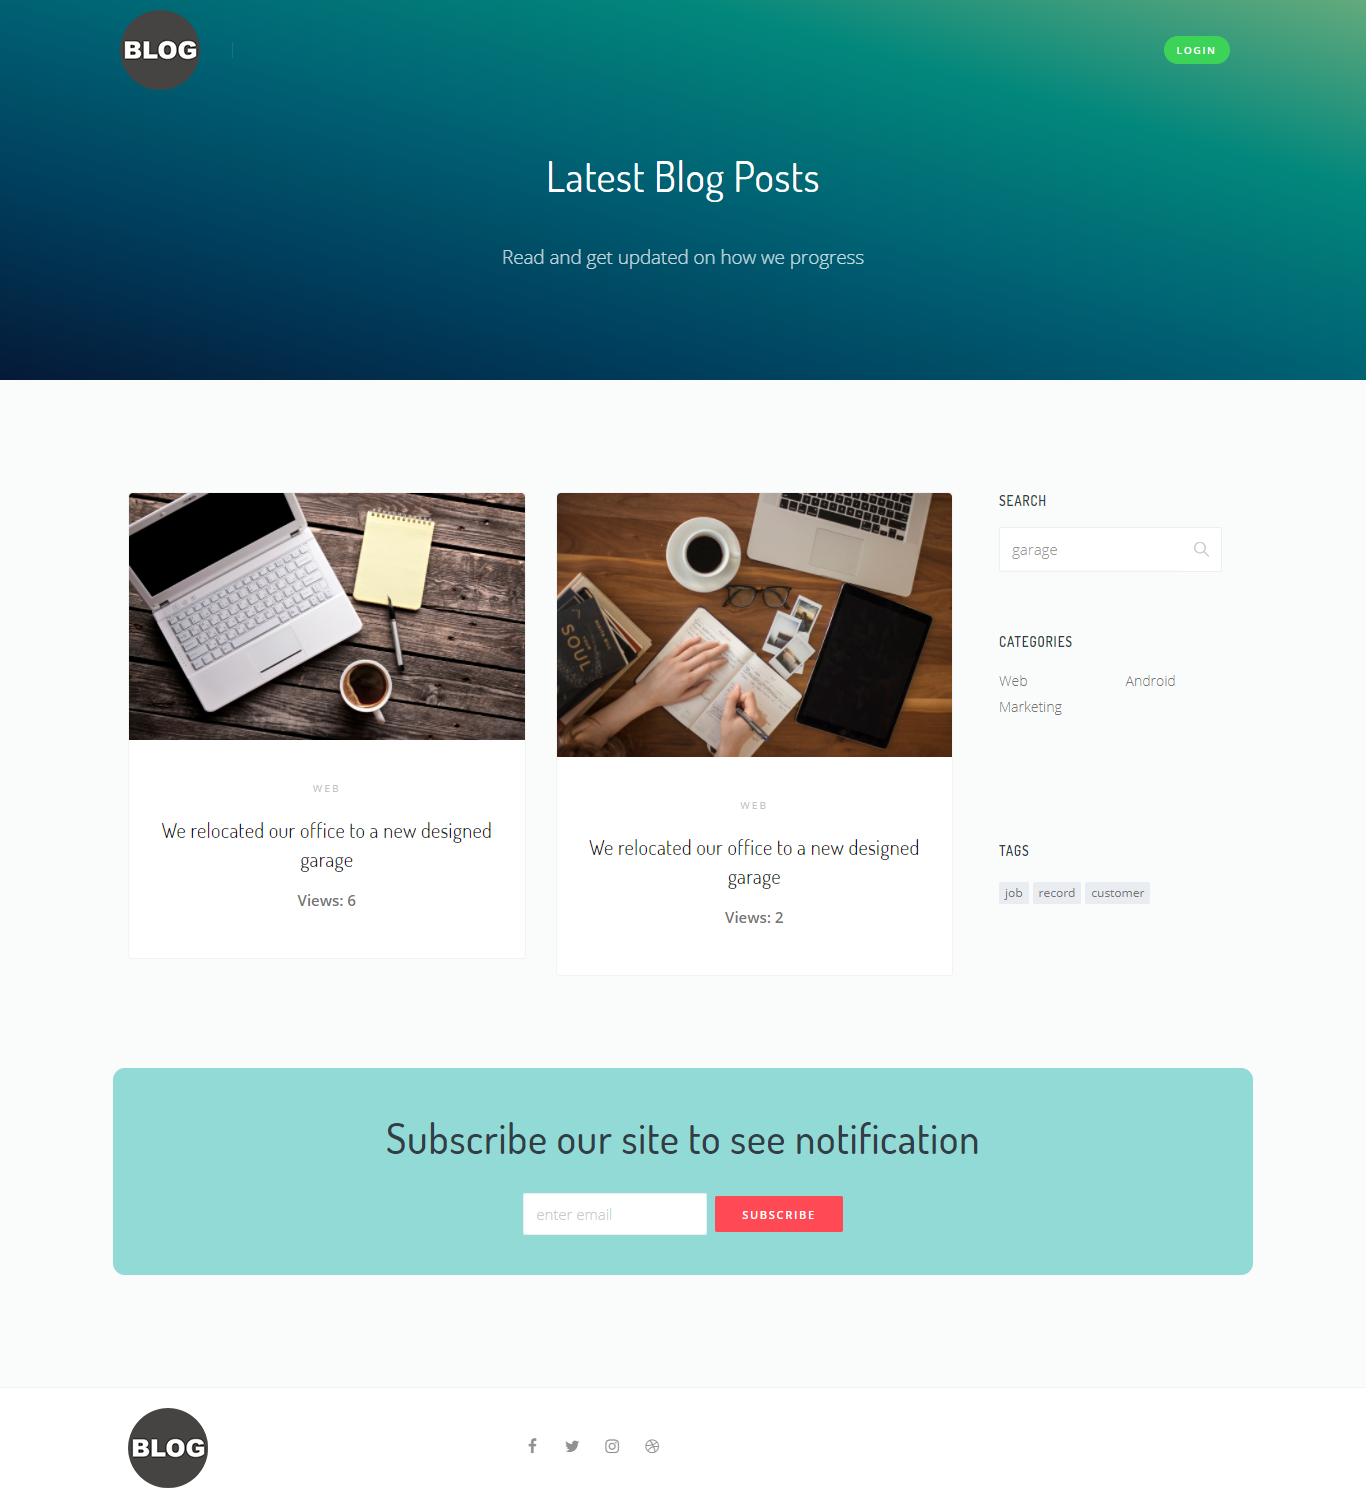 BLOG
LOGIN
Latest Blog Posts
Read and get updated on how we progress
SOUL
WEB
We relocated our office to a new designed
garage
Views: 6
WEB
We relocated our office to a new designed
garage
Views: 2
SEARCH
garage
CATEGORIES
Web
Android
Marketing
TAGS
job
record
customer
Subscribe our site to see notification
enter email
SUBSCRIBE
BLOG